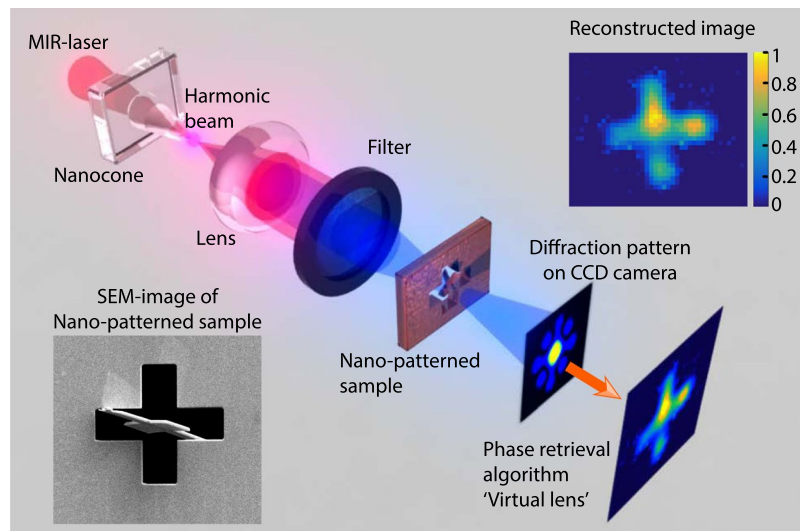 MIR-laser
Nanocone
Harmonic
beam
Lens
Filter
Reconstructed image
1
0.8
0.6
0.4
0.2
0
SEM-image of
Nano-patterned sample
Nano-patterned
sample
Diffraction pattern
on CCD camera
Phase retrieval
algorithm
‘Virtual lens’